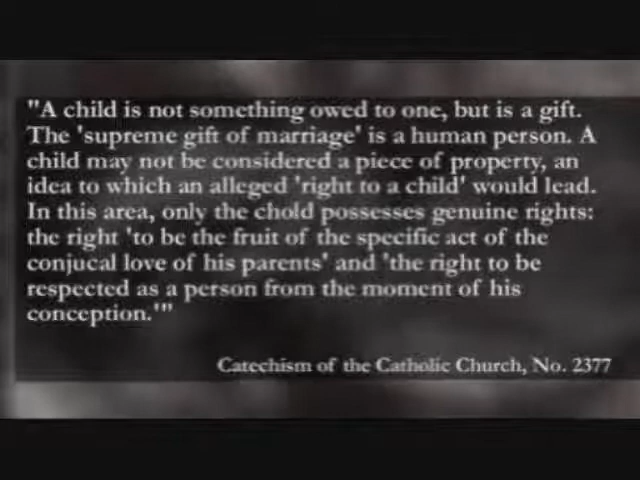 "A child is not something owed to one, but is a gift.
The 'supreme gift of marriage' is a human person. A
child may not be considered a piece of property, an
idea to which an alleged 'right to a child' would lead.
In this area, only the chold possesses genuine rights:
the right 'to be the fruit of the specific act of the
conjucal love of his parents' and 'the right to be
respected as a person from the moment of his
conception.'"
Catechism of the Catholic Church, No. 2377